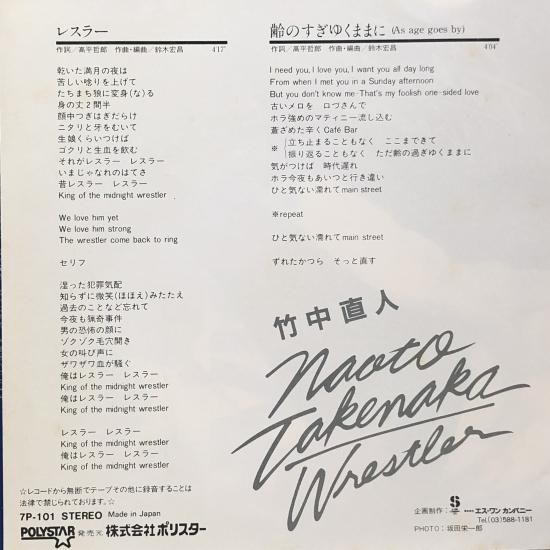 レスラー
作詞／高平哲郎　作曲・編曲／鈴木宏昌　4'17"
乾いた満月の夜は
苦しい唸りを上げて
たちまち狼に変身(な)る
身の丈2間半
顔中つぎはぎだらけ
ニタリと牙をむいて
生娘くらいつけば
ゴクリと生血を飲む
それがレスラー　レスラー
いまじゃなれのはてさ
昔レスラー　レスラー
King of the midnight wrestler
We love him yet
We love him strong
The wrestler come back to ring
セリフ
湿った犯罪気配
知らずに微笑(ほほえ)みたたえ
過去のことなど忘れて
今夜も猟奇事件
男の恐怖の顔に
ゾクゾク毛穴開き
女の叫び声に
ザワザワ血が騒ぐ
俺はレスラー　レスラー
King of the midnight wrestler
俺はレスラー　レスラー
King of the midnight wrestler
レスラー　レスラー
King of the midnight wrestler
俺はレスラー　レスラー
King of the midnight wrestler
☆レコードから無断でテープその他に録音することは
法律で禁じられております。☆
7P-101 STEREO Made in Japan
POLYSTAR 発売元 株式会社ポリスター
齢のすぎゆくままに (As age goes by)
作詞／高平哲郎　作曲・編曲／鈴木宏昌　4'04"
I need you, I love you, I want you all day long
From when I met you in a Sunday afternoon
But you don't know me-That's my foolish one-sided love
古いメロを　口づさんで
ホラ強めのマティニー流し込む
蒼ざめた辛く Café Bar
※ 立ち止まることもなく　ここまできて
振り返ることもなく　ただ齢の過ぎゆくままに
気がつけば　時代遅れ
ホラ今夜もあいつと行き違い
ひと気ない濡れて main street
※repeat
ひと気ない濡れて main street
ずれたかつら　そっと直す
竹中直人
Naoto
Takenaka
Wrestler
企画制作： S エス・ワン カンパニー
Tel.(03)588-1181
PHOTO：坂田栄一郎